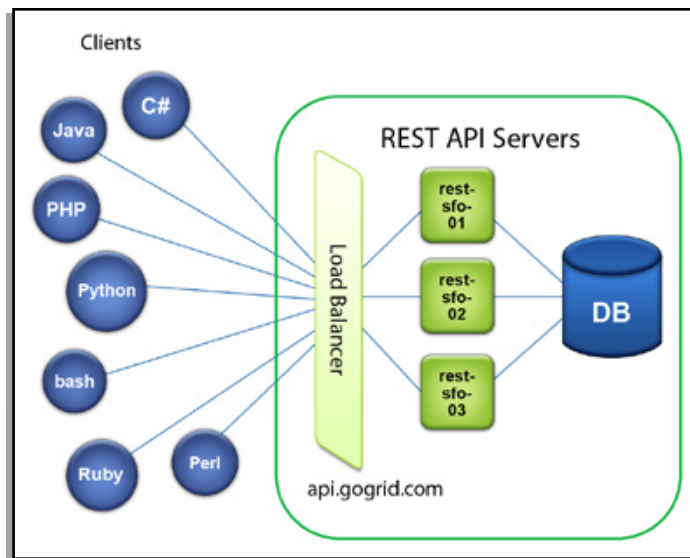 Clients
C#
Java
PHP
Python
bash
Ruby
Perl
REST API Servers
Load Balancer
rest-
sfo-
01
rest-
sfo-
02
rest-
sfo-
03
DB
api.gogrid.com